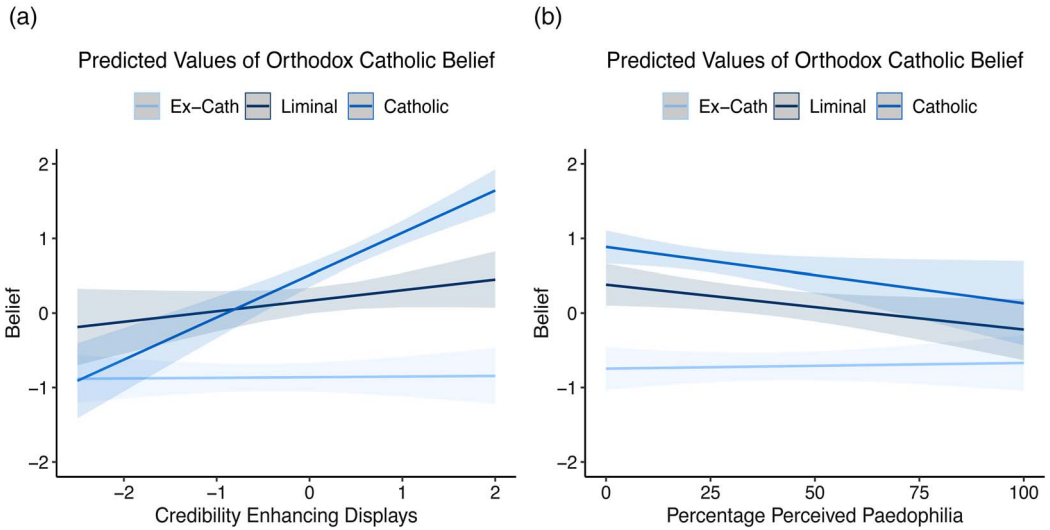 (a)
Predicted Values of Orthodox Catholic Belief
Ex−Cath Liminal Catholic
2
1
0
−1
−2
Belief
−2 −1 0 1 2
Credibility Enhancing Displays
(b)
Predicted Values of Orthodox Catholic Belief
Ex−Cath Liminal Catholic
2
1
0
−1
−2
Belief
0 25 50 75 100
Percentage Perceived Paedophilia